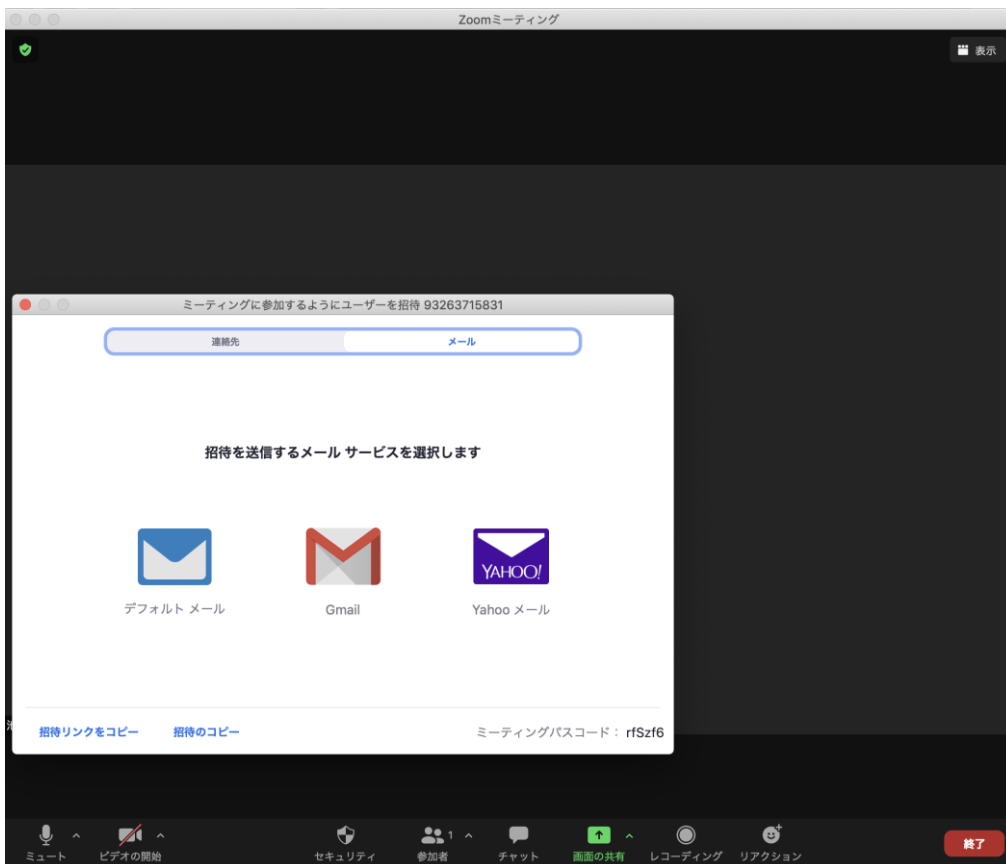 Zoomミーティング
表示
ミーティングに参加するようにユーザーを招待 93263715831
連絡先
メール
招待を送信するメール サービスを選択します
YAHOO!
デフォルト メール
Gmail
Yahoo メール
招待リンクをコピー
招待のコピー
ミーティングパスコード： rfSzf6
1
ミュート
ビデオの開始
セキュリティ
参加者
チャット
画面の共有
レコーディング
リアクション
終了